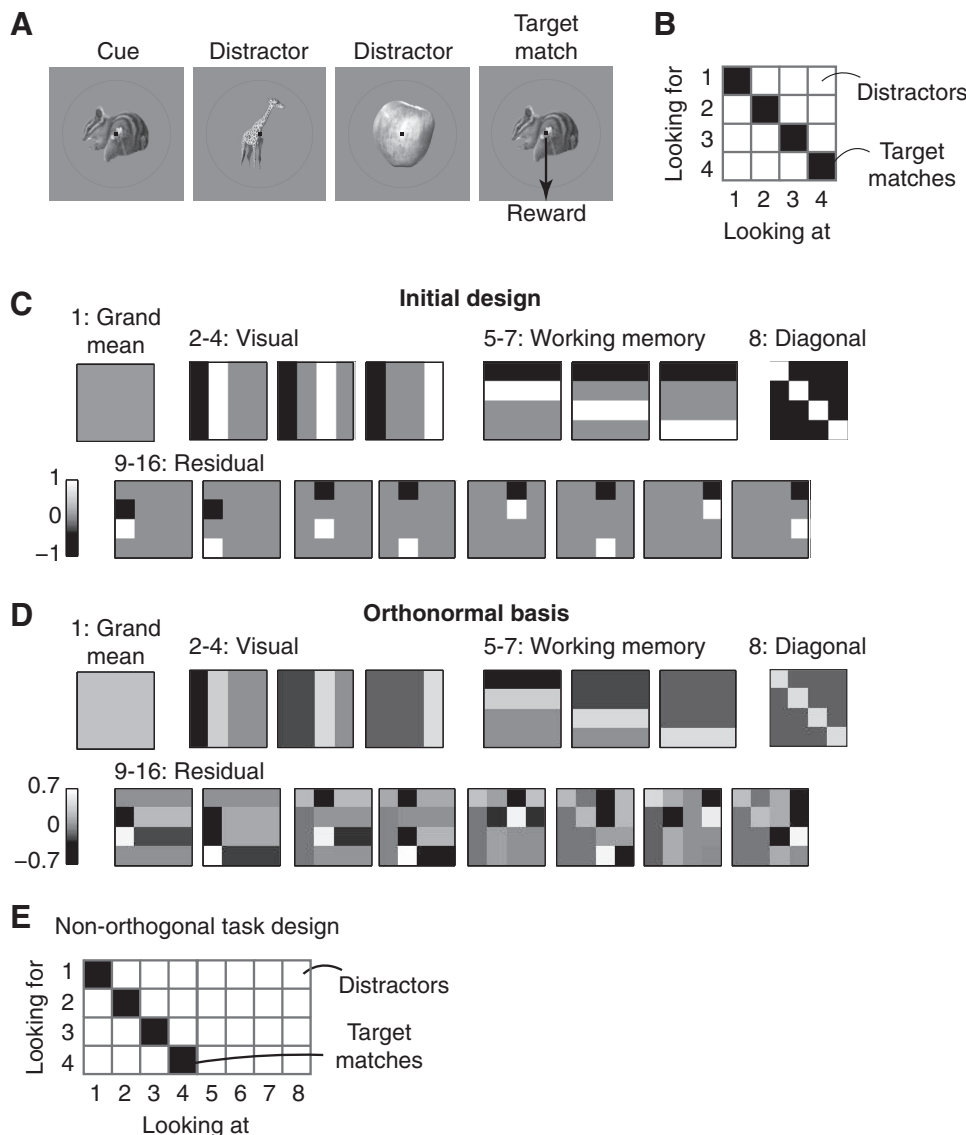 A
Cue
Distractor
Distractor
Target
match
Reward
B
Looking for
1
2
3
4
1 2 3 4
Looking at
Distractors
Target
matches
C
Initial design
1: Grand
mean
2-4: Visual
5-7: Working memory
8: Diagonal
9-16: Residual
1
0
−1
D
Orthonormal basis
1: Grand
mean
2-4: Visual
5-7: Working memory
8: Diagonal
9-16: Residual
0.7
0
−0.7
E
Non-orthogonal task design
Looking for
1
2
3
4
1 2 3 4 5 6 7 8
Looking at
Distractors
Target
matches